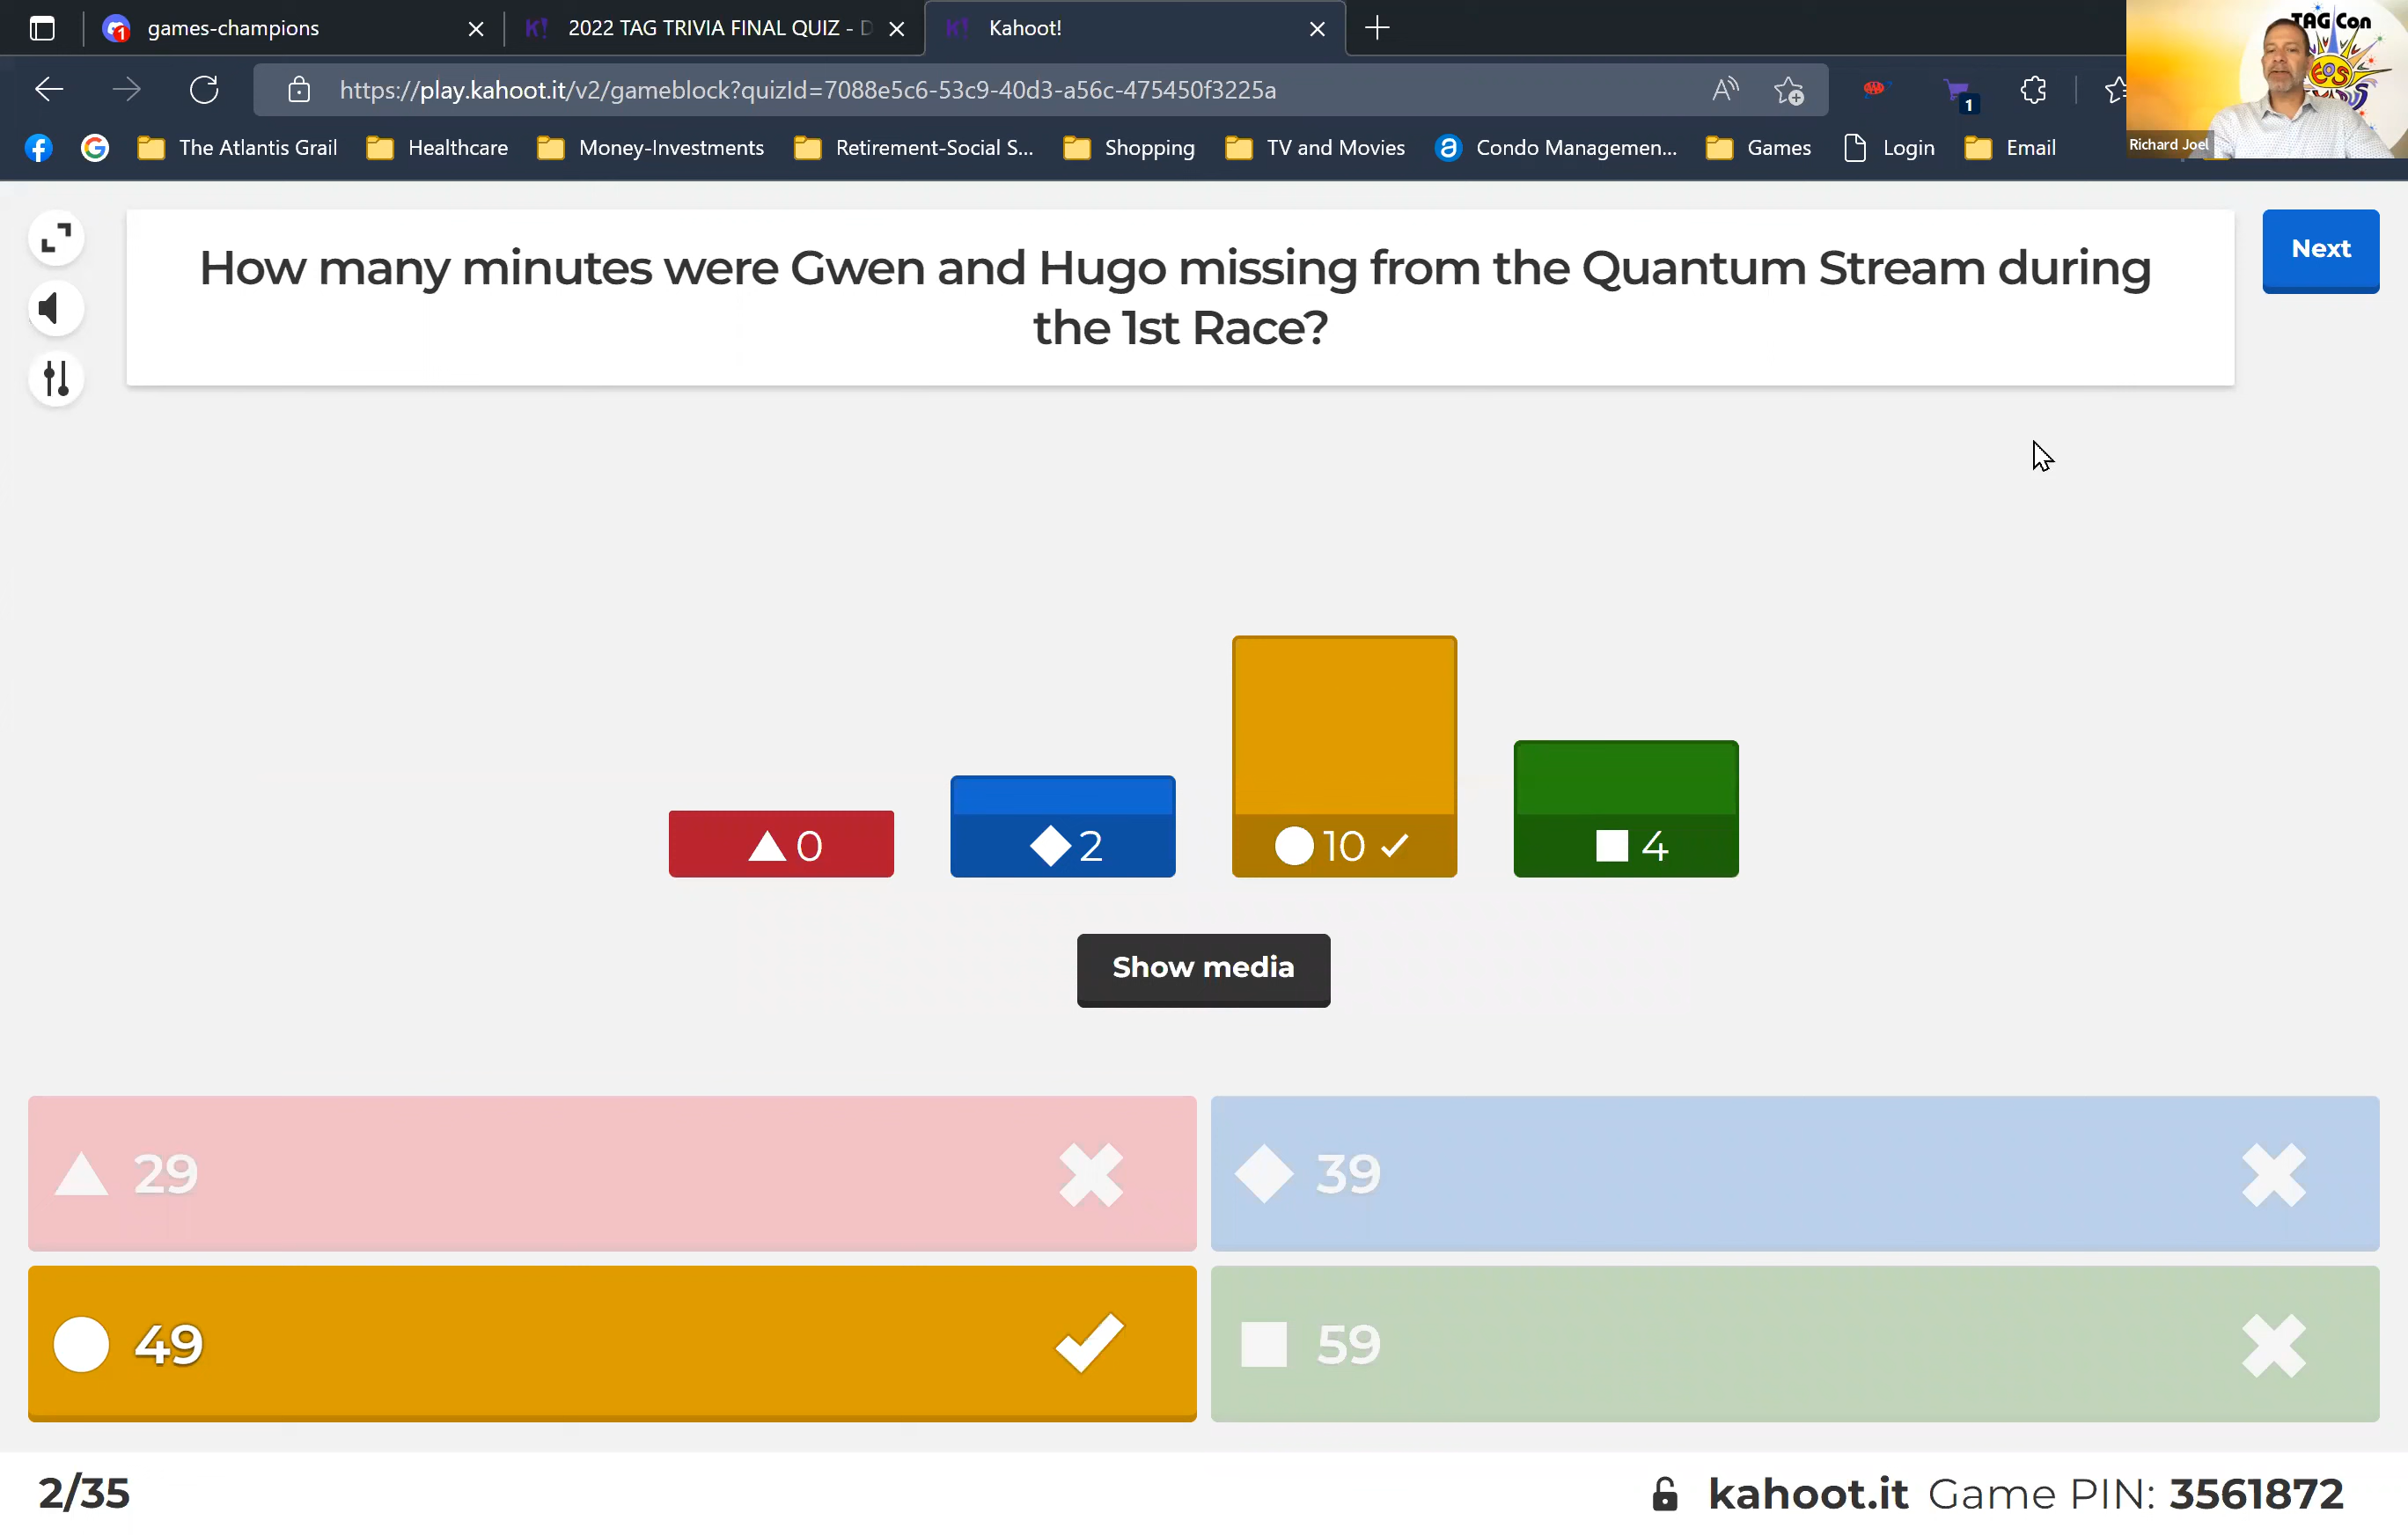 games-champions
2022 TAG TRIVIA FINAL QUIZ - D
K! Kahoot!
https://play.kahoot.it/v2/gameblock?quizId=7088e5c6-53c9-40d3-a56c-475450f3225a
1
The Atlantis Grail
Healthcare
Money-Investments
Retirement-Social S...
Shopping
TV and Movies
Condo Managemen...
Games
Login
Email
TAG Con
EOS
Richard Joel
How many minutes were Gwen and Hugo missing from the Quantum Stream during
the 1st Race?
Next
0
2
10
4
Show media
29
39
49
59
2/35
kahoot.it Game PIN: 3561872